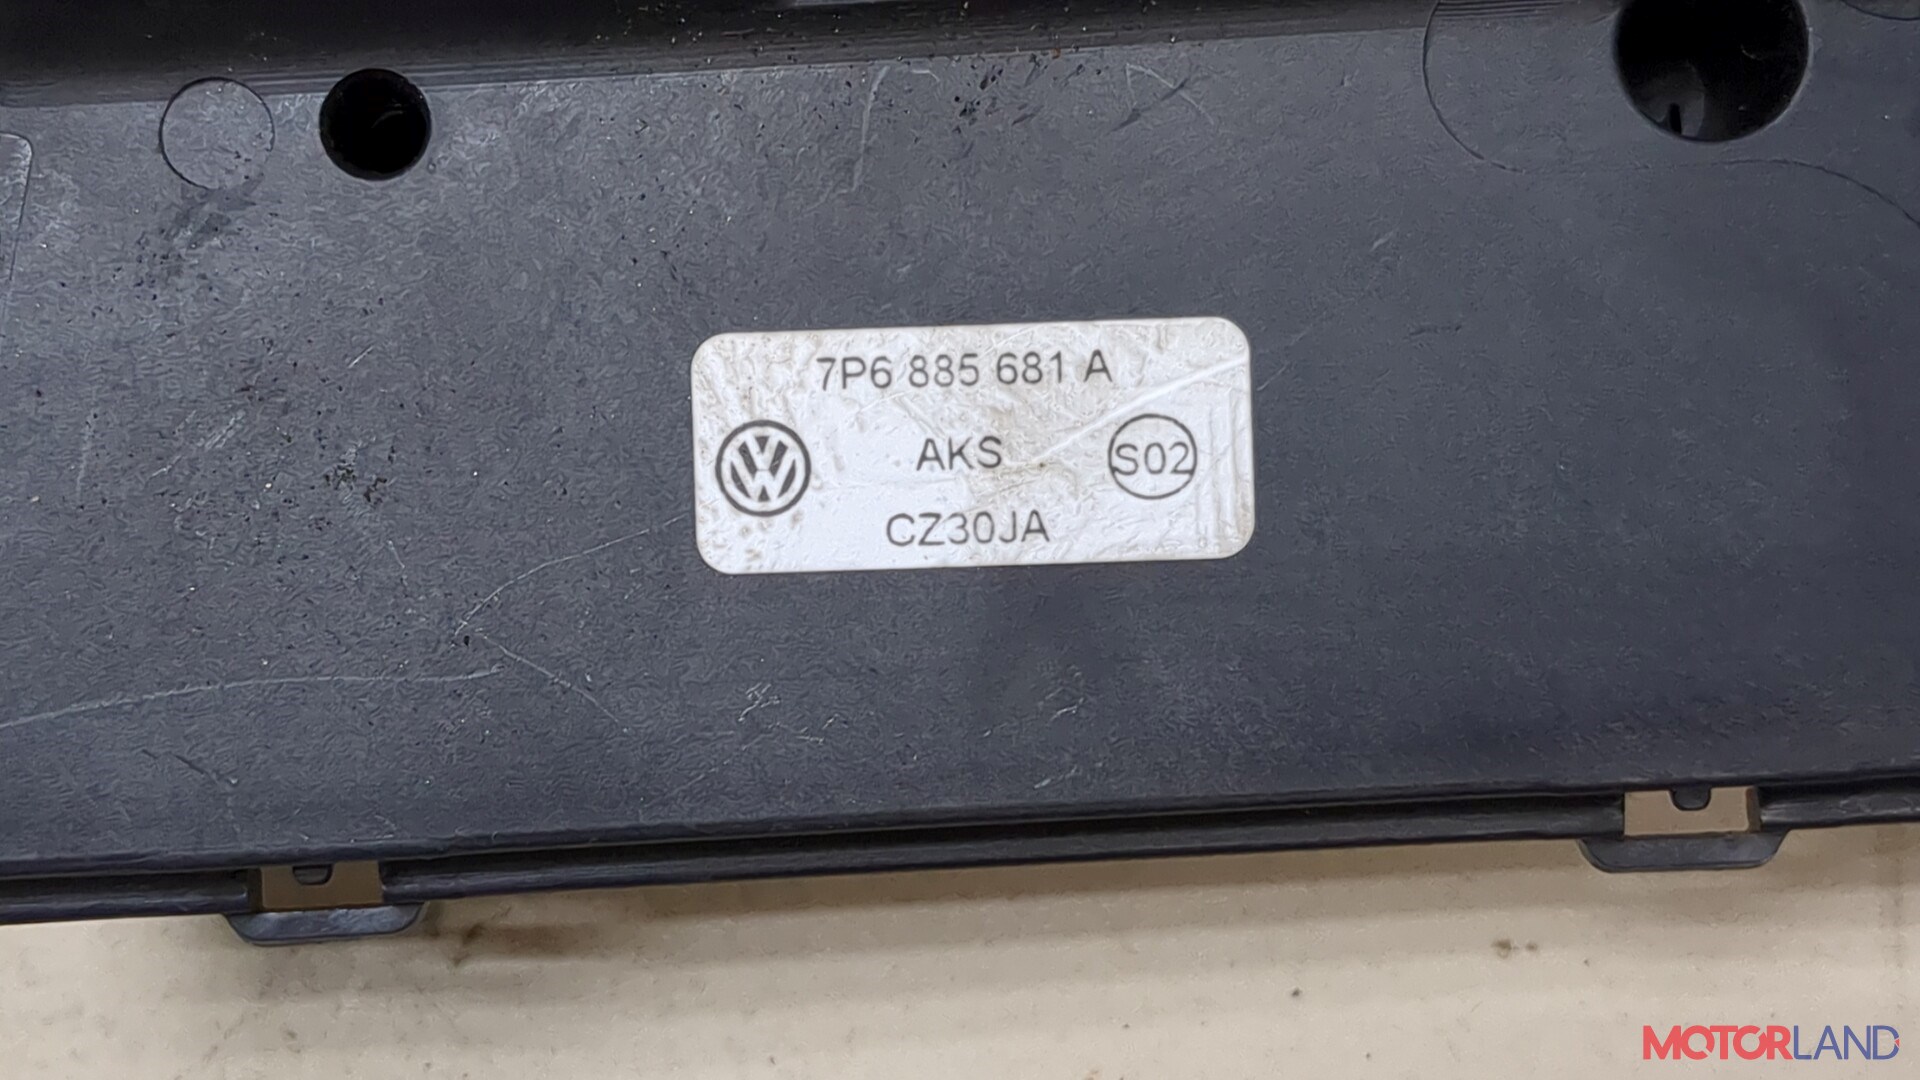 7P6 885 681 A
AKS
S02
CZ30JA
MOTORLAND